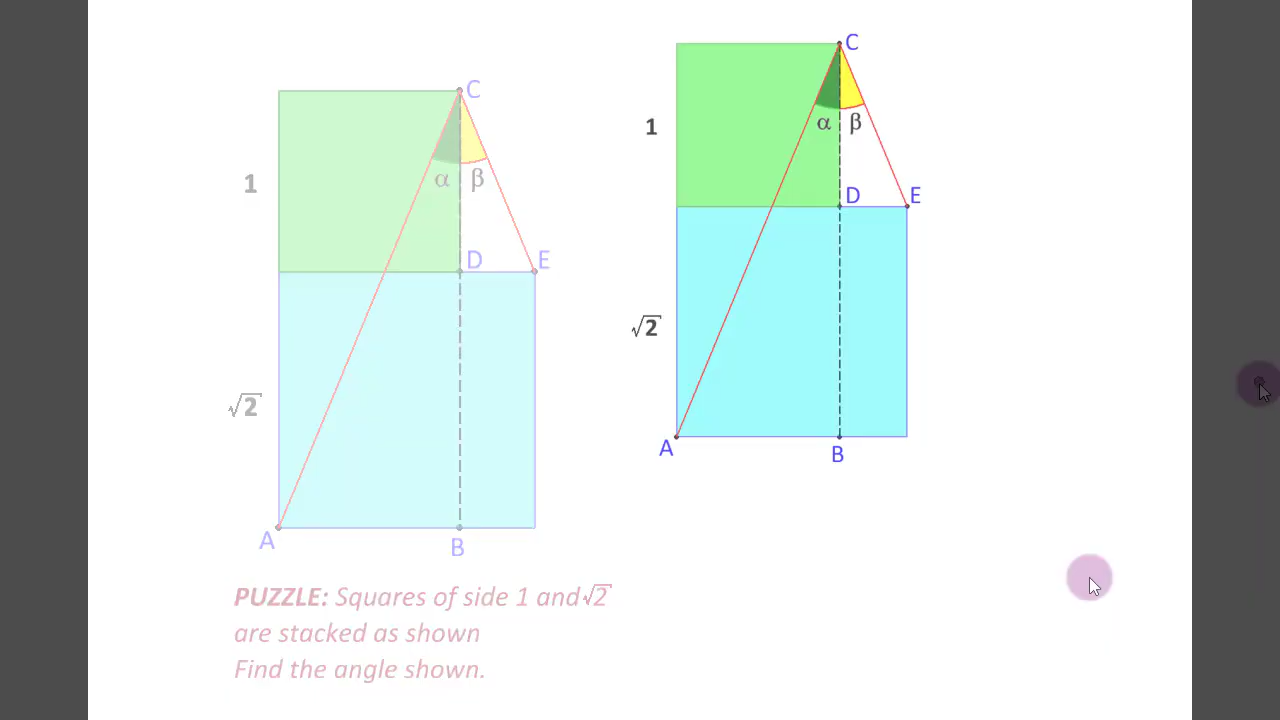 C
1
α β
D E
√2
A
B
PUZZLE: Squares of side 1 and √2
are stacked as shown
Find the angle shown.
C
1
α β
D E
√2
A
B